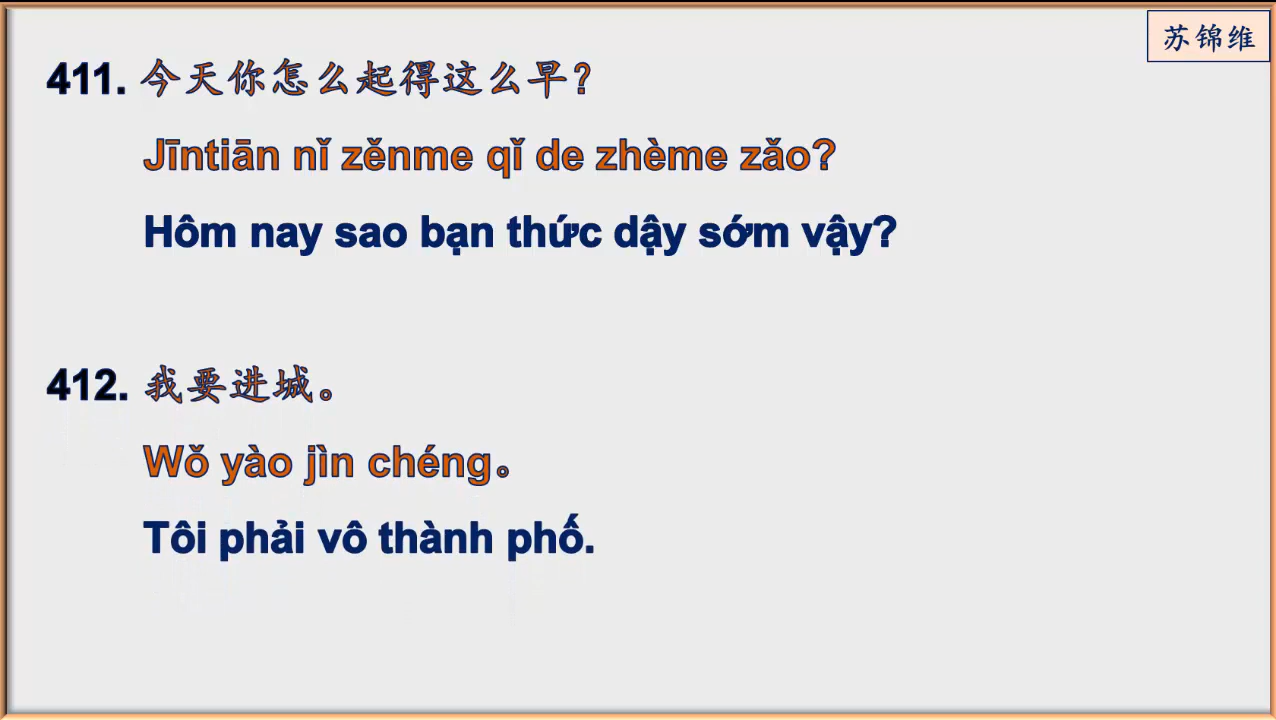 苏锦维
411. 今天你怎么起得这么早？
Jīntiān nǐ zěnme qǐ de zhème zǎo?
Hôm nay sao bạn thức dậy sớm vậy?
412. 我要进城。
Wǒ yào jìn chéng。
Tôi phải vô thành phố.